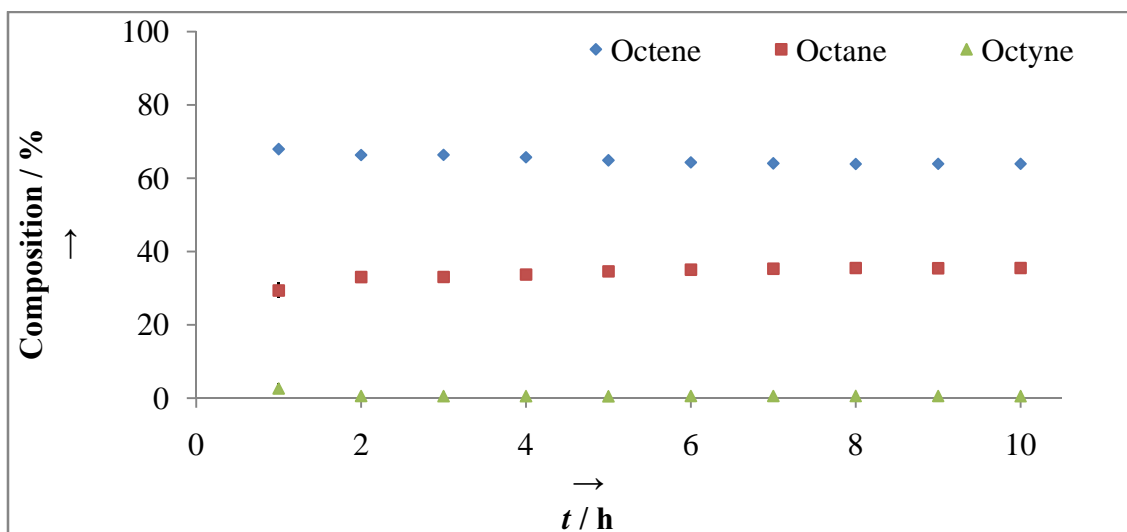 100
80
60
40
20
0
Composition / %
→
Octene Octane Octyne
0 2 4 6 8 10
→
t / h